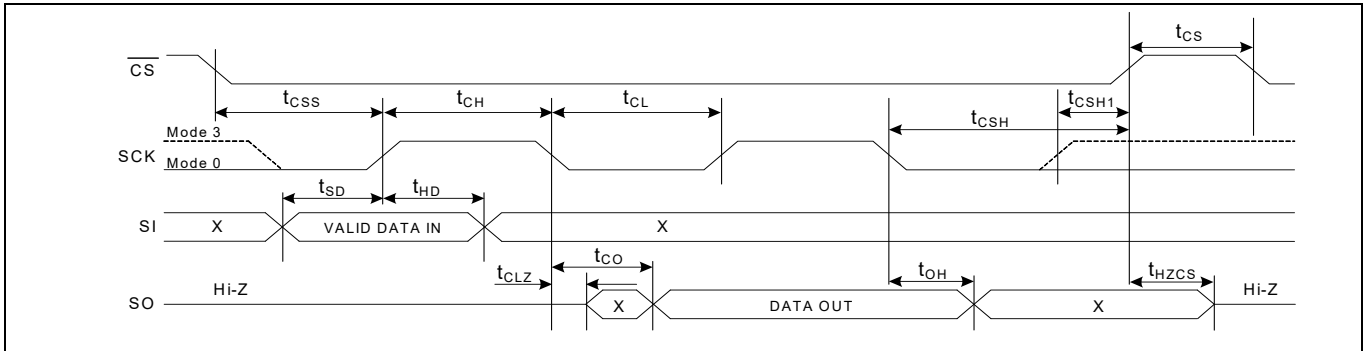 tCS
CS
tCSS
tCH
tCL
tCSH1
tCSH
Mode 3
SCK
Mode 0
tSD
tHD
SI
X
VALID DATA IN
X
tCLZ
tCO
tOH
tHZCS
SO
Hi-Z
X
DATA OUT
X
Hi-Z